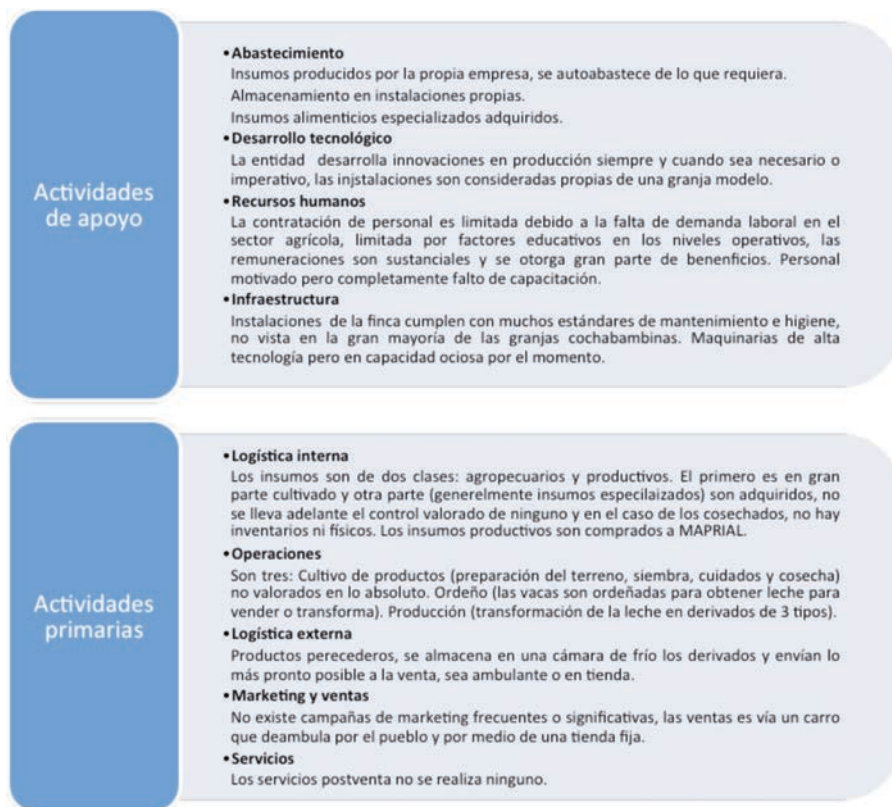 Actividades
de apoyo
•Abastecimiento
Insumos producidos por la propia empresa, se autoabastece de lo que requiera.
Almacenamiento en instalaciones propias.
Insumos alimenticios especializados adquiridos.
•Desarrollo tecnológico
La entidad desarrolla innovaciones en producción siempre y cuando sea necesario o
imperativo, las injstalaciones son consideradas propias de una granja modelo.
•Recursos humanos
La contratación de personal es limitada debido a la falta de demanda laboral en el
sector agrícola, limitada por factores educativos en los niveles operativos, las
remuneraciones son sustanciales y se otorga gran parte de benenficios. Personal
motivado pero completamente falto de capacitación.
•Infraestructura
Instalaciones de la finca cumplen con muchos estándares de mantenimiento e higiene,
no vista en la gran mayoría de las granjas cochabambinas. Maquinarias de alta
tecnología pero en capacidad ociosa por el momento.
Actividades
primarias
•Logística interna
Los insumos son de dos clases: agropecuarios y productivos. El primero es en gran
parte cultivado y otra parte (generelmente insumos especilaizados) son adquiridos, no
se lleva adelante el control valorado de ninguno y en el caso de los cosechados, no hay
inventarios ni físicos. Los insumos productivos son comprados a MAPRIAL.
•Operaciones
Son tres: Cultivo de productos (preparación del terreno, siembra, cuidados y cosecha)
no valorados en lo absoluto. Ordeño (las vacas son ordeñadas para obtener leche para
vender o transforma). Producción (transformación de la leche en derivados de 3 tipos).
•Logística externa
Productos perecederos, se almacena en una cámara de frío los derivados y envían lo
más pronto posible a la venta, sea ambulante o en tienda.
•Marketing y ventas
No existe campañas de marketing frecuentes o significativas, las ventas es vía un carro
que deambula por el pueblo y por medio de una tienda fija.
•Servicios
Los servicios postventa no se realiza ninguno.